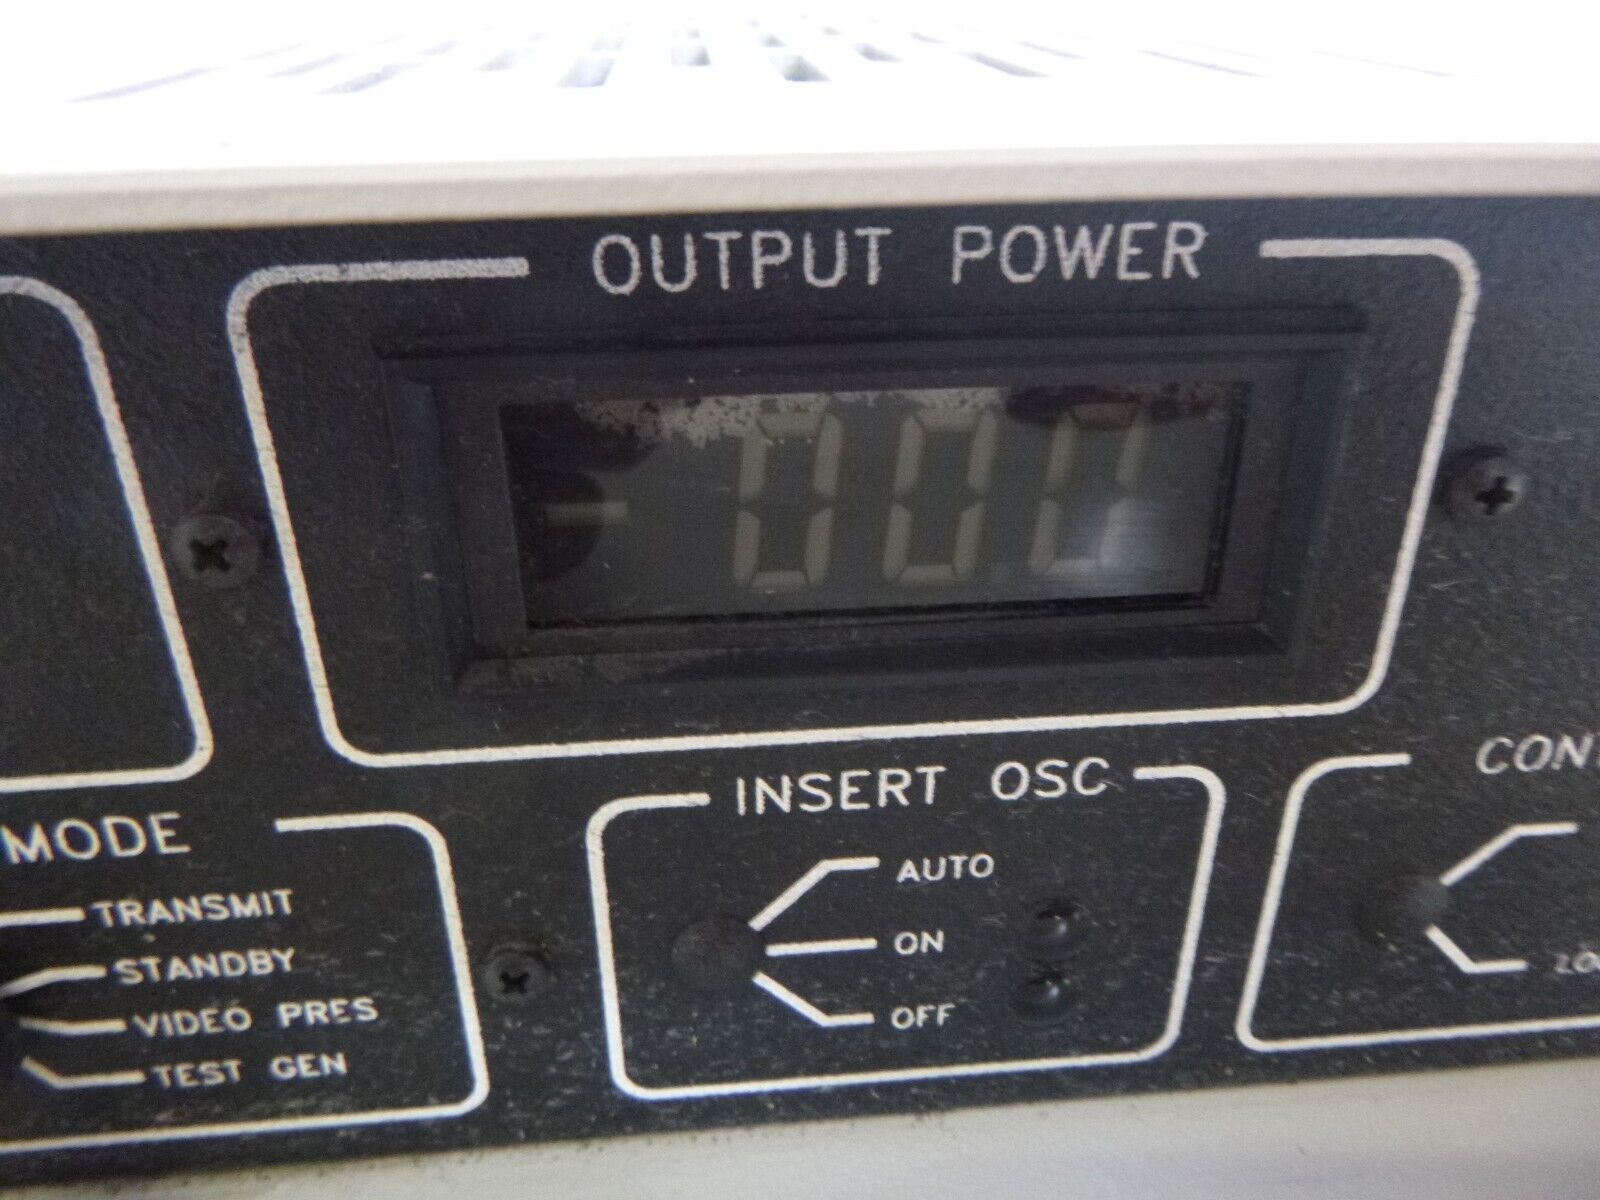 OUTPUT POWER
- 000
MODE
TRANSMIT
STANDBY
VIDEO PRES
TEST GEN
INSERT OSC
AUTO
ON
OFF